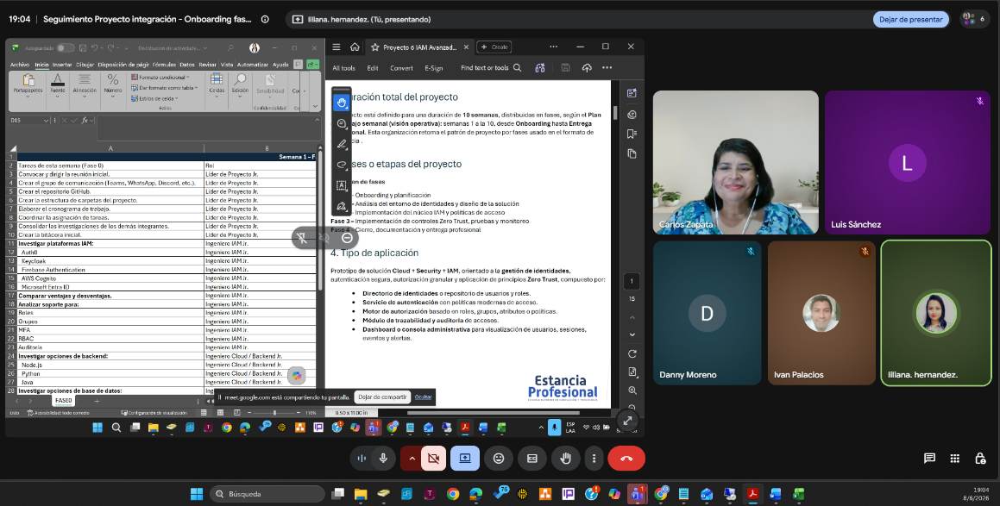 19:04
Seguimiento Proyecto integración - Onboarding fas...
liliana. hernandez. (Tú, presentando)
Dejar de presentar
6
Autoguardado
Distribucion de actividade...
Archivo Inicio Insertar Dibujar Disposición de págir Fórmulas Datos Revisar Vista Automatizar Ayuda
Portapapeles
Fuente
Alineación
Número
Formato condicional
Dar formato como tabla
Estilos de celda
Estilos
Celdas
Edición
Sensibilidad
Confidencialidad
D15
fx
A B
1 Semana 1 – F
2 Tareas de esta semana (Fase 0) Rol
3 Convocar y dirigir la reunión inicial. Líder de Proyecto Jr.
4 Crear el grupo de comunicación (Teams, WhatsApp, Discord, etc.). Líder de Proyecto Jr.
5 Crear el repositorio GitHub. Líder de Proyecto Jr.
6 Crear la estructura de carpetas del proyecto. Líder de Proyecto Jr.
7 Elaborar el cronograma de trabajo. Líder de Proyecto Jr.
8 Coordinar la asignación de tareas. Líder de Proyecto Jr.
9 Consolidar las investigaciones de los demás integrantes. Líder de Proyecto Jr.
10 Crear la bitácora inicial. Líder de Proyecto Jr.
11 Investigar plataformas IAM: Ingeniero IAM Jr.
12 Auth0 Ingeniero IAM Jr.
13 Keycloak Ingeniero IAM Jr.
14 Firebase Authentication Ingeniero IAM Jr.
15 AWS Cognito Ingeniero IAM Jr.
16 Microsoft Entra ID Ingeniero IAM Jr.
17 Comparar ventajas y desventajas. Ingeniero IAM Jr.
18 Analizar soporte para: Ingeniero IAM Jr.
19 Roles Ingeniero IAM Jr.
20 Grupos Ingeniero IAM Jr.
21 MFA Ingeniero IAM Jr.
22 RBAC Ingeniero IAM Jr.
23 Auditoría Ingeniero IAM Jr.
24 Investigar opciones de backend: Ingeniero Cloud / Backend Jr.
25 Node.js Ingeniero Cloud / Backend Jr.
26 Python Ingeniero Cloud / Backend Jr.
27 Java Ingeniero Cloud / Backend Jr.
28 Investigar opciones de base de datos: Ing
FASE0
Listo
Accesibilidad: todo correcto
Configuración de visualización
110%
meet.google.com está compartiendo tu pantalla.
Dejar de compartir
Ocultar
Proyecto 6 IAM Avanzad...
Create
All tools Edit Convert E-Sign Find text or tools
uración total del proyecto
ecto está definido para una duración de 10 semanas, distribuidas en fases, según el Plan
ajo semanal (visión operativa): semanas 1 a la 10, desde Onboarding hasta Entrega
onal. Esta organización retoma el patrón de proyecto por fases usado en el formato de
cia .
ses o etapas del proyecto
en de fases
– Onboarding y planificación
– Análisis del entorno de identidades y diseño de la solución
– Implementación del núcleo IAM y políticas de acceso
Fase 3 – Implementación de controles Zero Trust, pruebas y monitoreo
Fase 4 – Cierre, documentación y entrega profesional
4. Tipo de aplicación
Prototipo de solución Cloud + Security + IAM, orientado a la gestión de identidades,
autenticación segura, autorización granular y aplicación de principios Zero Trust, compuesto por:
• Directorio de identidades o repositorio de usuarios y roles.
• Servicio de autenticación con políticas modernas de acceso.
• Motor de autorización basado en roles, grupos, atributos o políticas.
• Módulo de trazabilidad y auditoría de accesos.
• Dashboard o consola administrativa para visualización de usuarios, sesiones,
eventos y alertas.
Estancia
Profesional
8.50 x 11.00 in
1
15
ESP
LAA
Carlos Zapata
L
Luis Sánchez
D
Danny Moreno
Ivan Palacios
liliana. hernandez.
Búsqueda
19:04
8/6/2026